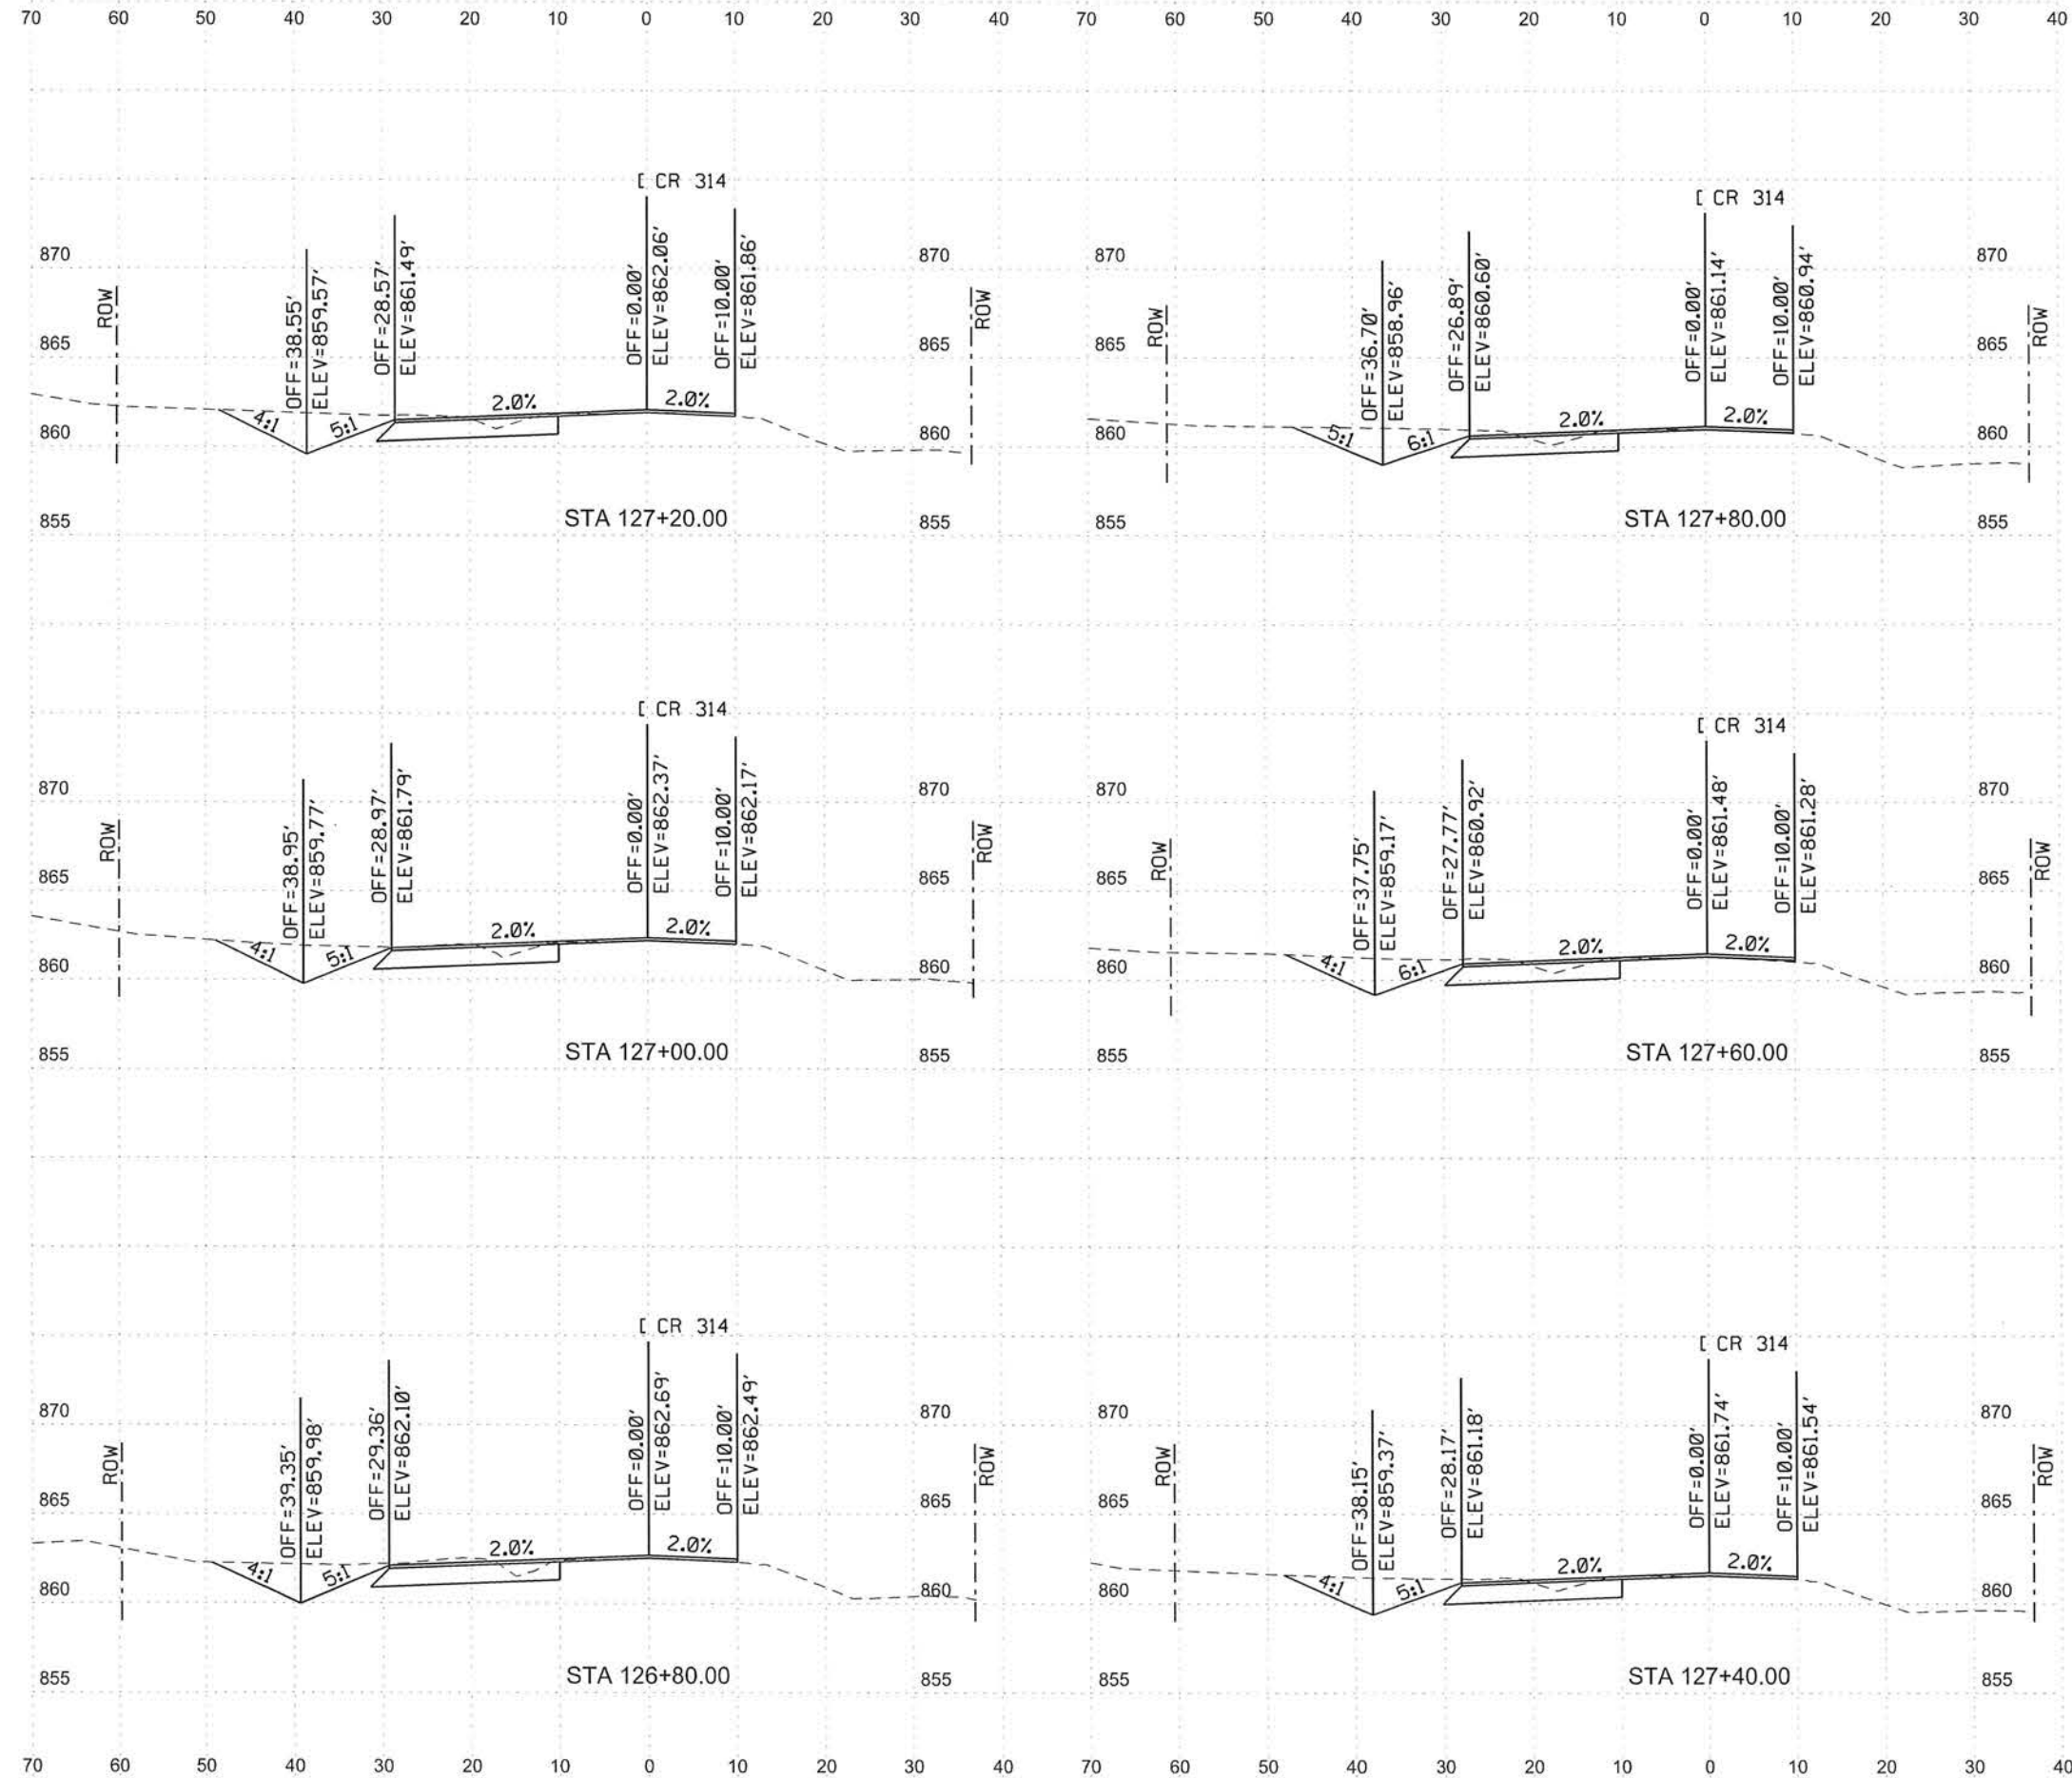 70 60 50 40 30 20 10 0 10 20 30 40 70 60 50 40 30 20 10 0 10 20 30 40
[ CR 314
870 870
ROW
OFF=38.55'
ELEV=859.57'
OFF=28.57'
ELEV=861.49'
OFF=0.00'
ELEV=862.06'
OFF=10.00'
ELEV=861.86'
ROW
865 865
4:1 5:1 2.0% 2.0%
860 860
855 STA 127+20.00 855
[ CR 314
870 870
ROW
OFF=36.70'
ELEV=858.96'
OFF=26.89'
ELEV=860.60'
OFF=0.00'
ELEV=861.14'
OFF=10.00'
ELEV=860.94'
ROW
865 865
5:1 6:1 2.0% 2.0%
860 860
855 STA 127+80.00 855
[ CR 314
870 870
ROW
OFF=38.95'
ELEV=859.77'
OFF=28.97'
ELEV=861.79'
OFF=0.00'
ELEV=862.37'
OFF=10.00'
ELEV=862.17'
ROW
865 865
4:1 5:1 2.0% 2.0%
860 860
855 STA 127+00.00 855
[ CR 314
870 870
ROW
OFF=37.75'
ELEV=859.17'
OFF=27.77'
ELEV=860.92'
OFF=0.00'
ELEV=861.48'
OFF=10.00'
ELEV=861.28'
ROW
865 865
4:1 6:1 2.0% 2.0%
860 860
855 STA 127+60.00 855
[ CR 314
870 870
ROW
OFF=39.35'
ELEV=859.98'
OFF=29.36'
ELEV=862.10'
OFF=0.00'
ELEV=862.69'
OFF=10.00'
ELEV=862.49'
ROW
865 865
4:1 5:1 2.0% 2.0%
860 860
855 STA 126+80.00 855
[ CR 314
870 870
ROW
OFF=38.15'
ELEV=859.37'
OFF=28.17'
ELEV=861.18'
OFF=0.00'
ELEV=861.74'
OFF=10.00'
ELEV=861.54'
ROW
865 865
4:1 5:1 2.0% 2.0%
860 860
855 STA 127+40.00 855
70 60 50 40 30 20 10 0 10 20 30 40 70 60 50 40 30 20 10 0 10 20 30 40